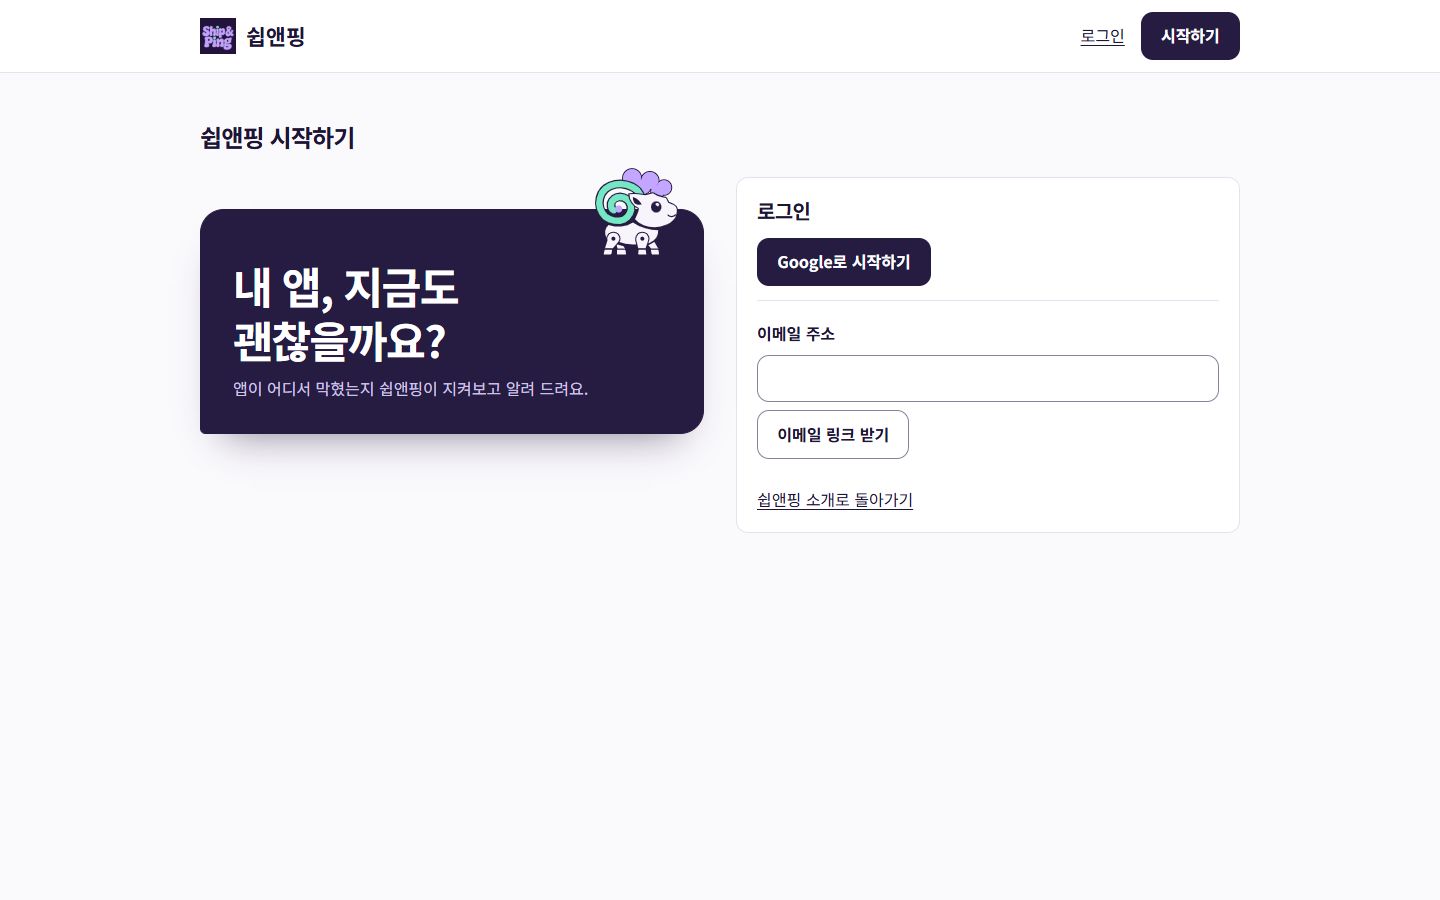 Ship&
Ping
쉽앤핑
로그인
시작하기
쉽앤핑 시작하기
내 앱, 지금도
괜찮을까요?
앱이 어디서 막혔는지 쉽앤핑이 지켜보고 알려 드려요.
로그인
Google로 시작하기
이메일 주소
이메일 링크 받기
쉽앤핑 소개로 돌아가기